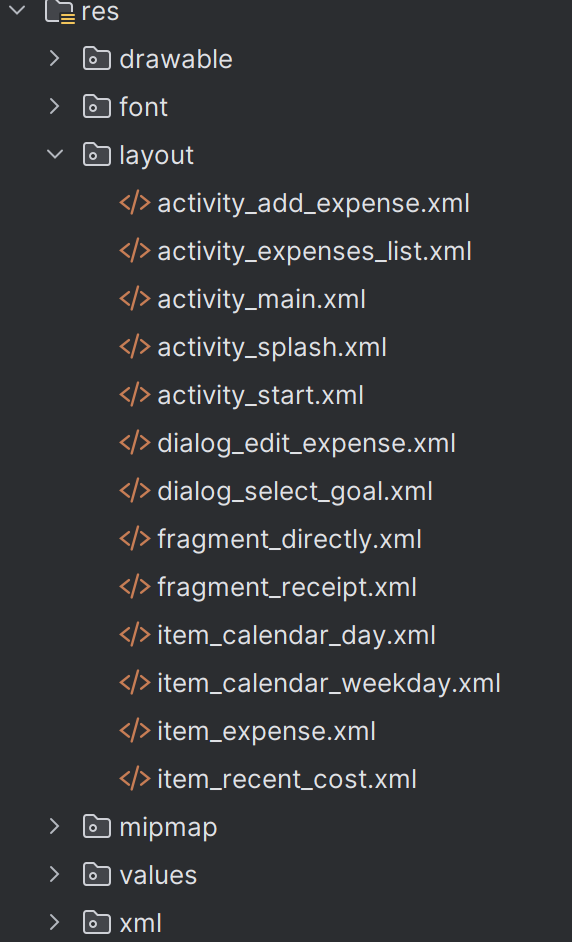 res
drawable
font
layout
activity_add_expense.xml
activity_expenses_list.xml
activity_main.xml
activity_splash.xml
activity_start.xml
dialog_edit_expense.xml
dialog_select_goal.xml
fragment_directly.xml
fragment_receipt.xml
item_calendar_day.xml
item_calendar_weekday.xml
item_expense.xml
item_recent_cost.xml
mipmap
values
xml